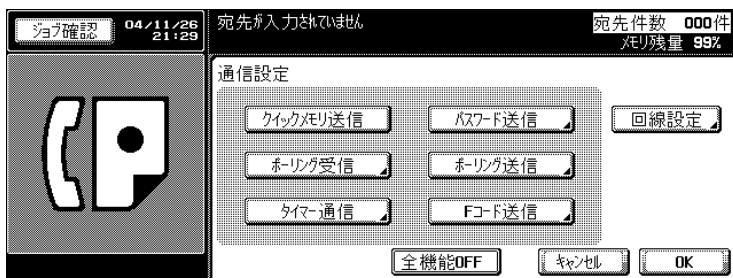 ジョブ確認
04/11/26
21:29
宛先が入力されていません
宛先件数 000件
メモリ残量 99%
通信設定
クイックメモリ送信
パスワード送信
回線設定
ポーリング受信
ポーリング送信
タイマー通信
Fコード送信
全機能OFF
キャンセル
OK